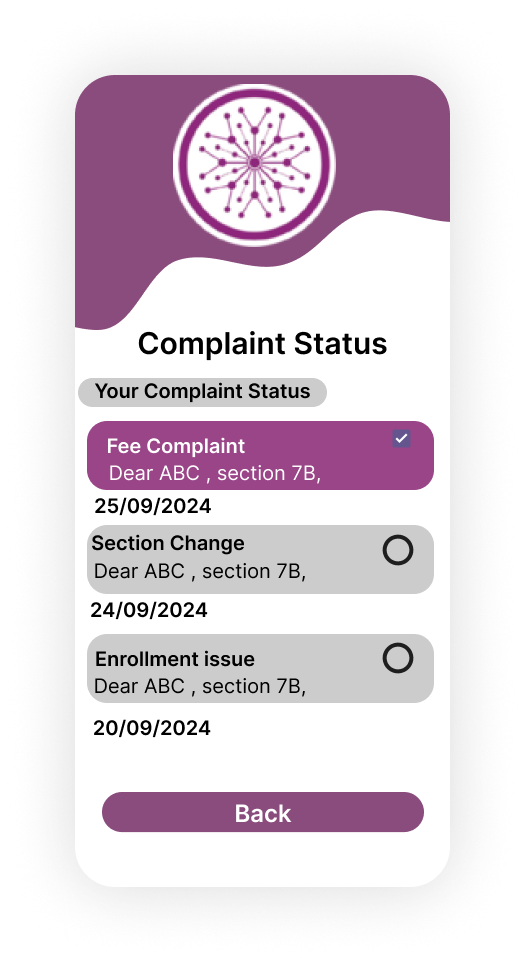 Complaint Status
Your Complaint Status
Fee Complaint
Dear ABC , section 7B,
25/09/2024
Section Change
Dear ABC , section 7B,
24/09/2024
Enrollment issue
Dear ABC , section 7B,
20/09/2024
Back